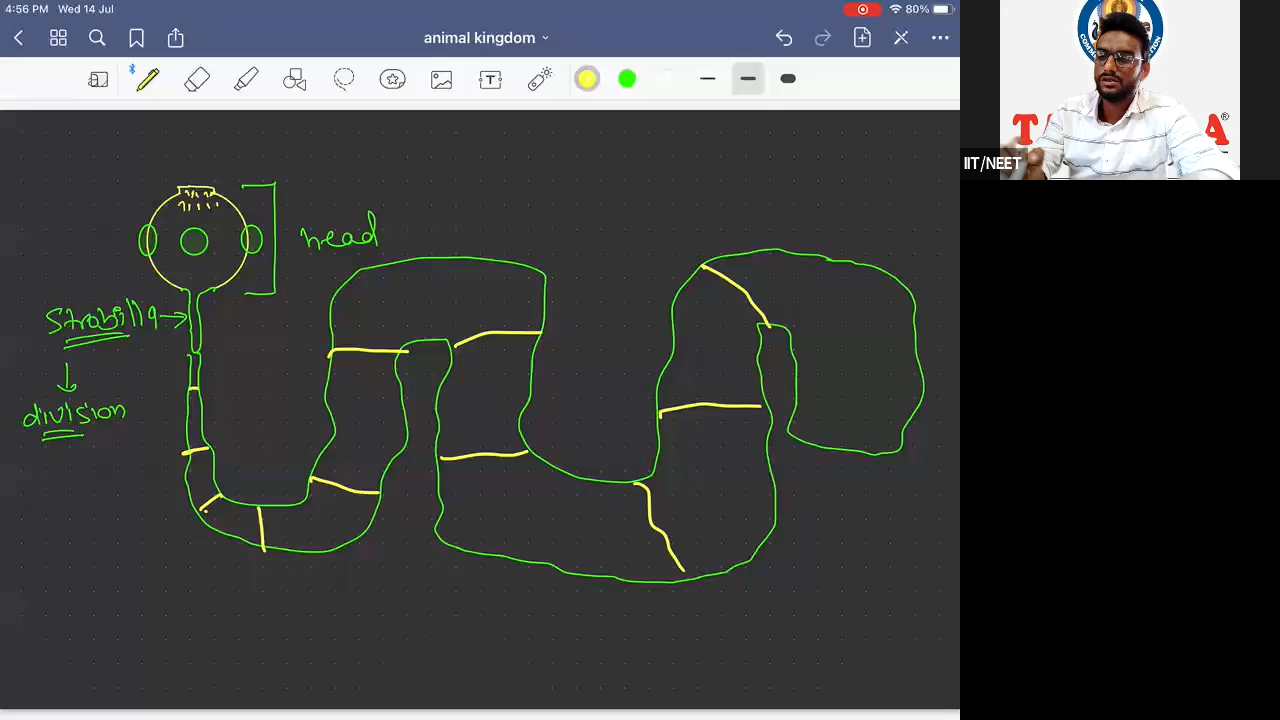 4:56 PM Wed 14 Jul
80%
animal kingdom
T
IIT/NEET
A
®
head
Strobilla
division